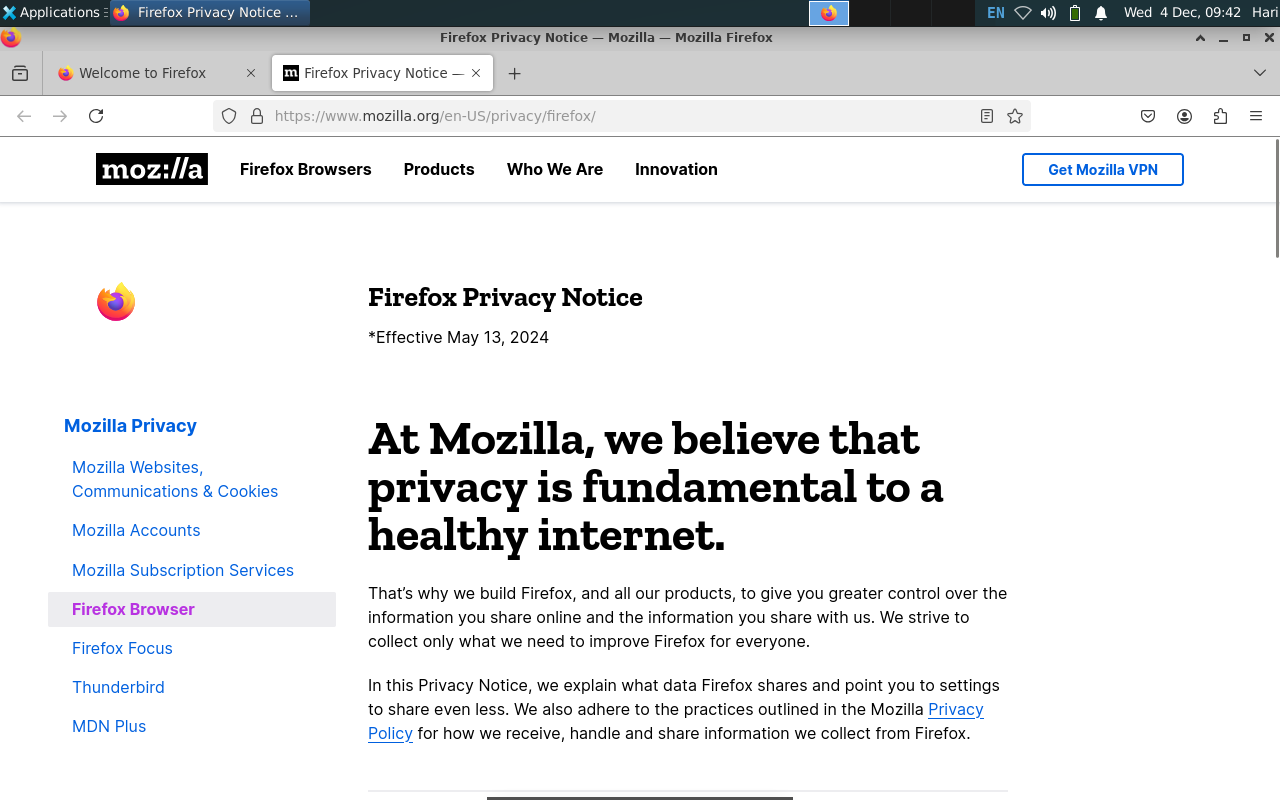 Applications
Firefox Privacy Notice ...
EN
Wed 4 Dec, 09:42
Hari
Firefox Privacy Notice — Mozilla — Mozilla Firefox
Welcome to Firefox
Firefox Privacy Notice —
https://www.mozilla.org/en-US/privacy/firefox/
moz://a
Firefox Browsers
Products
Who We Are
Innovation
Get Mozilla VPN
Firefox Privacy Notice
*Effective May 13, 2024
Mozilla Privacy
Mozilla Websites,
Communications & Cookies
Mozilla Accounts
Mozilla Subscription Services
Firefox Browser
Firefox Focus
Thunderbird
MDN Plus
At Mozilla, we believe that
privacy is fundamental to a
healthy internet.
That’s why we build Firefox, and all our products, to give you greater control over the
information you share online and the information you share with us. We strive to
collect only what we need to improve Firefox for everyone.
In this Privacy Notice, we explain what data Firefox shares and point you to settings
to share even less. We also adhere to the practices outlined in the Mozilla Privacy
Policy for how we receive, handle and share information we collect from Firefox.